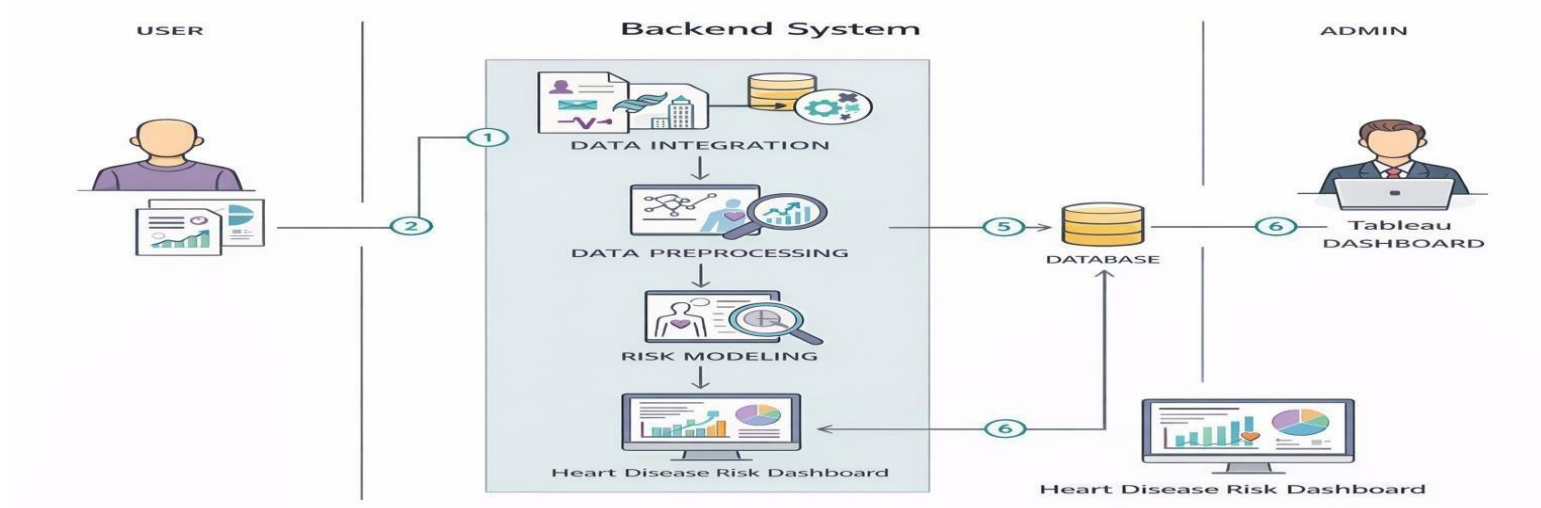 USER
Backend System
ADMIN
1
DATA INTEGRATION
2
DATA PREPROCESSING
5
DATABASE
6
Tableau
DASHBOARD
RISK MODELING
6
Heart Disease Risk Dashboard
Heart Disease Risk Dashboard